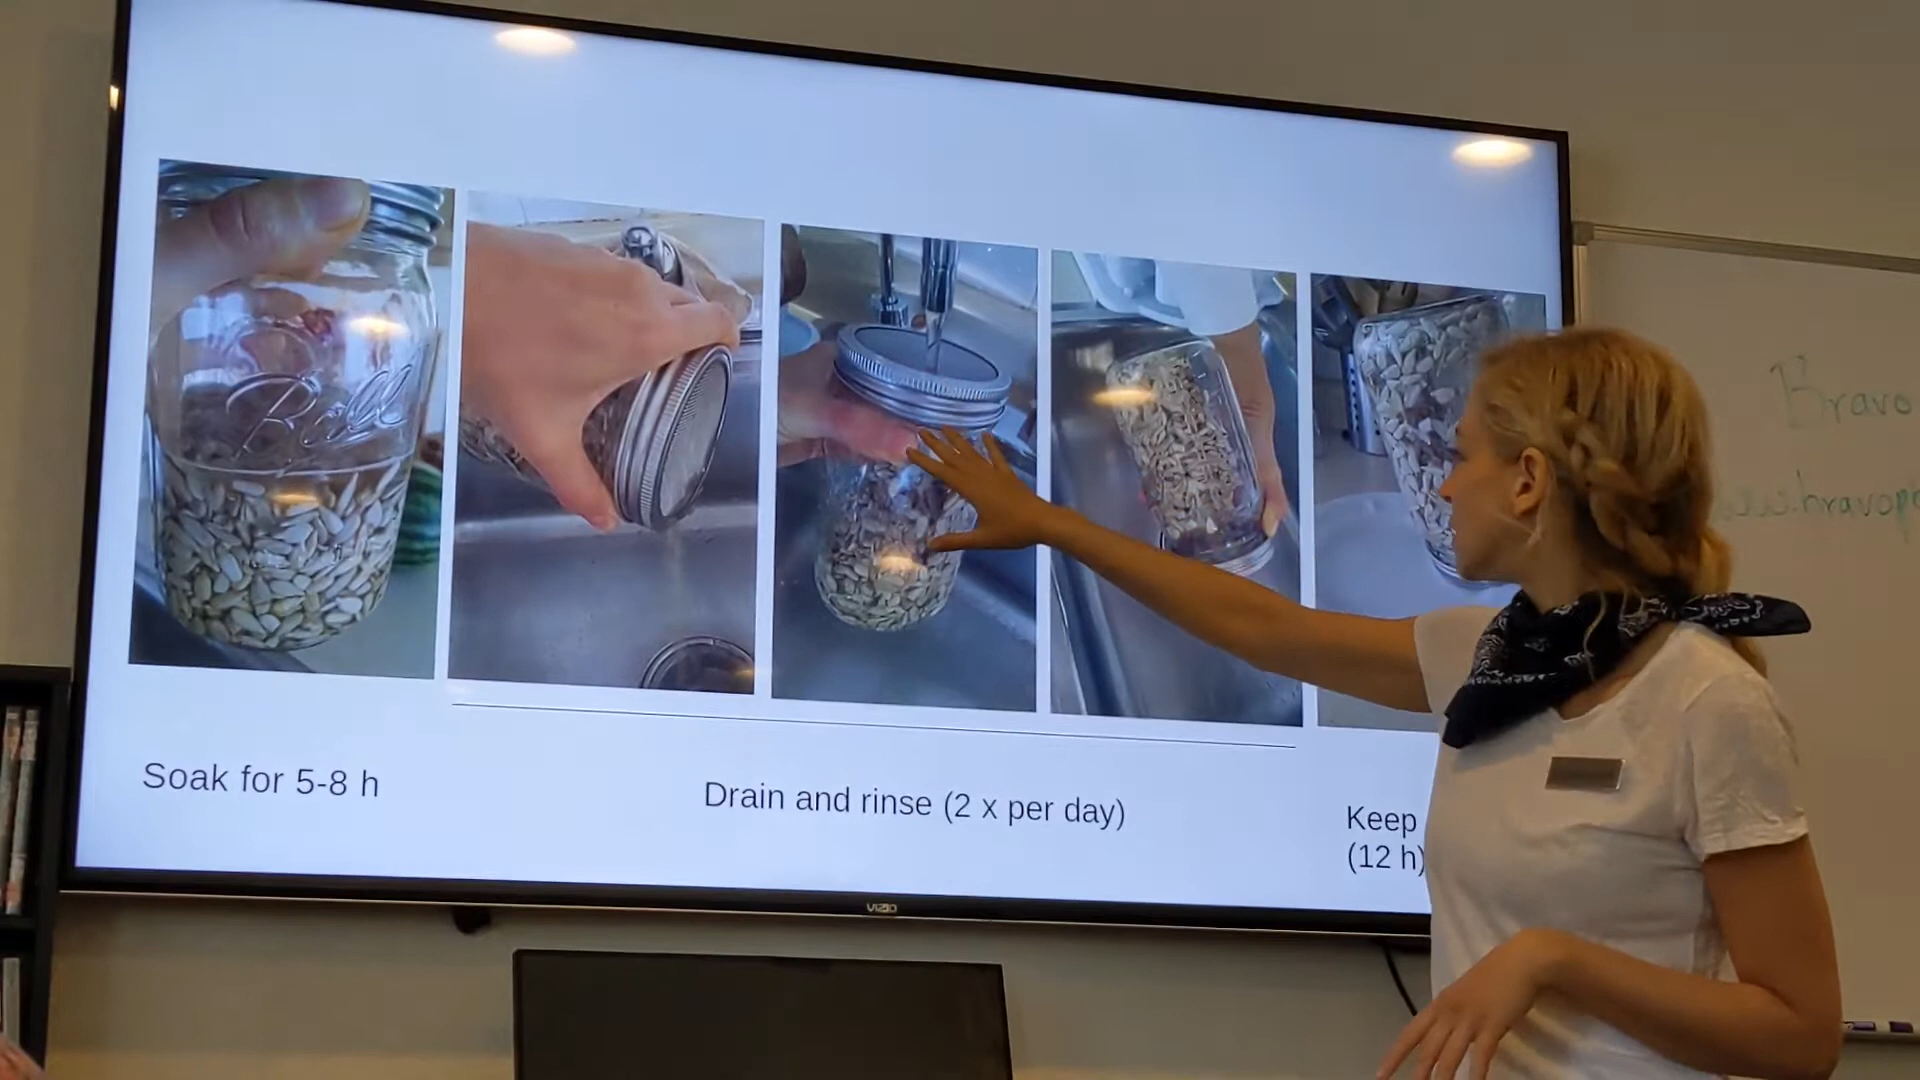 Ball
Soak for 5-8 h
Drain and rinse (2 x per day)
Keep
(12 h)
VIZIO
Bravo